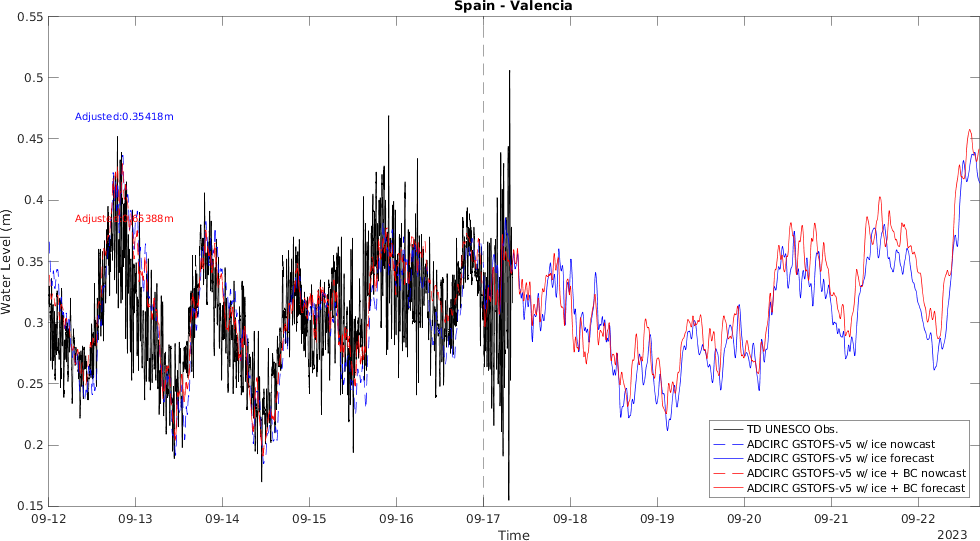 Spain - Valencia
0.55
0.5
0.45
0.4
0.35
0.3
0.25
0.2
0.15
Water Level (m)
Adjusted:0.35418m
5388m
TD UNESCO Obs.
ADCIRC GSTOFS-v5 w/ ice nowcast
ADCIRC GSTOFS-v5 w/ ice forecast
ADCIRC GSTOFS-v5 w/ ice + BC nowcast
ADCIRC GSTOFS-v5 w/ ice + BC forecast
09-12 09-13 09-14 09-15 09-16 09-17 09-18 09-19 09-20 09-21 09-22
Time
2023